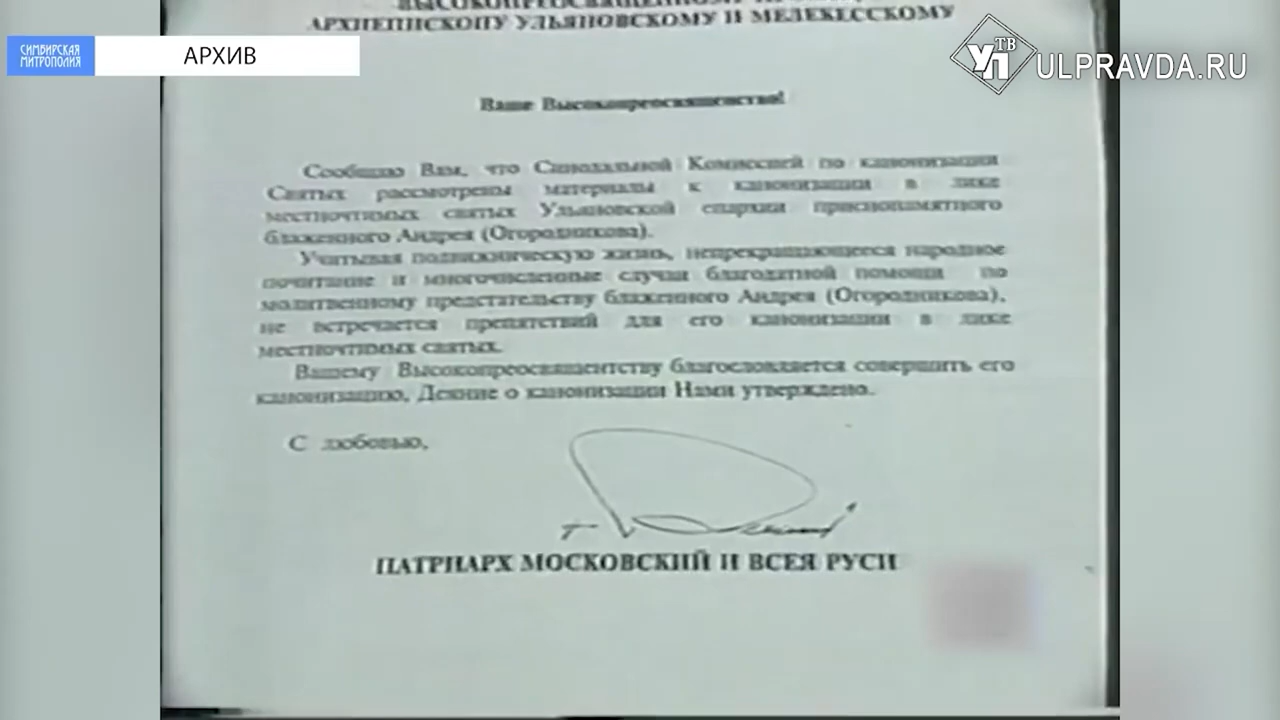 ВЫСОКОПРЕОСВЯЩЕННОМУ
АРХИЕПИСКОПУ УЛЬЯНОВСКОМУ И МЕЛЕКЕССКОМУ
СИМБИРСКАЯ
МИТРОПОЛИЯ
АРХИВ
УП ТВ
ULPRAVDA.RU
Ваше Высокопреосвященство!
Сообщаю Вам, что Синодальной Комиссией по канонизации
Святых рассмотрены материалы к канонизации в лике
местночтимых святых Ульяновской епархии приснопамятного
блаженного Андрея (Огородникова).
Учитывая подвижническую жизнь, непрекращающееся народное
почитание и многочисленные случаи благодатной помощи по
молитвенному предстательству блаженного Андрея (Огородникова),
не встречается препятствий для его канонизации в лике
местночтимых святых.
Вашему Высокопреосвященству благословляется совершить его
канонизацию, Деяние о канонизации Нами утверждено.
С любовью,
ПАТРИАРХ МОСКОВСКИЙ И ВСЕЯ РУСИ